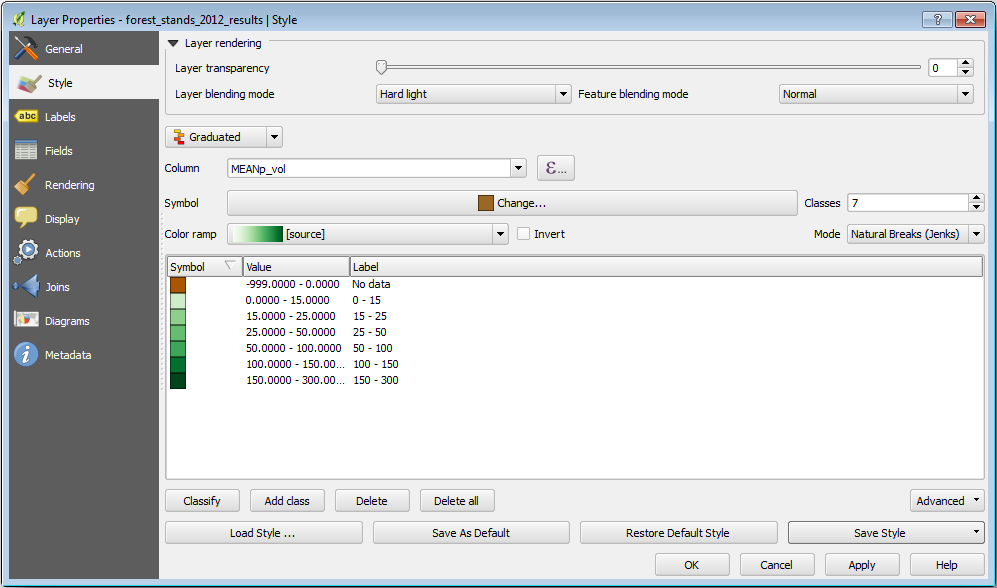 Layer Properties - forest_stands_2012_results | Style
?
General
Style
abc Labels
Fields
Rendering
Display
Actions
Joins
Diagrams
i Metadata
Layer rendering
Layer transparency 0
Layer blending mode Hard light Feature blending mode Normal
Graduated
Column MEANp_vol ε...
Symbol Change... Classes 7
Color ramp [source] Invert Mode Natural Breaks (Jenks)
Symbol Value Label
-999.0000 - 0.0000 No data
0.0000 - 15.0000 0 - 15
15.0000 - 25.0000 15 - 25
25.0000 - 50.0000 25 - 50
50.0000 - 100.0000 50 - 100
100.0000 - 150.00... 100 - 150
150.0000 - 300.00... 150 - 300
Classify Add class Delete Delete all Advanced
Load Style ... Save As Default Restore Default Style Save Style
OK Cancel Apply Help